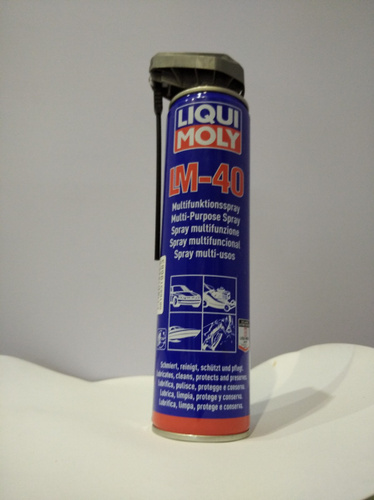 LIQUI
MOLY
LM-40
Multifunktionsspray
Multi-Purpose Spray
Spray multifunzione
Spray multifuncional
Spray multi-usos
Schmiert, reinigt, schützt und pflegt.
Lubricates, cleans, protects and preserves.
Lubrifica, pulisce, protegge e conserva.
Lubrica, limpia, protege y conserva.
Lubrifica, limpa, protege e conserva.